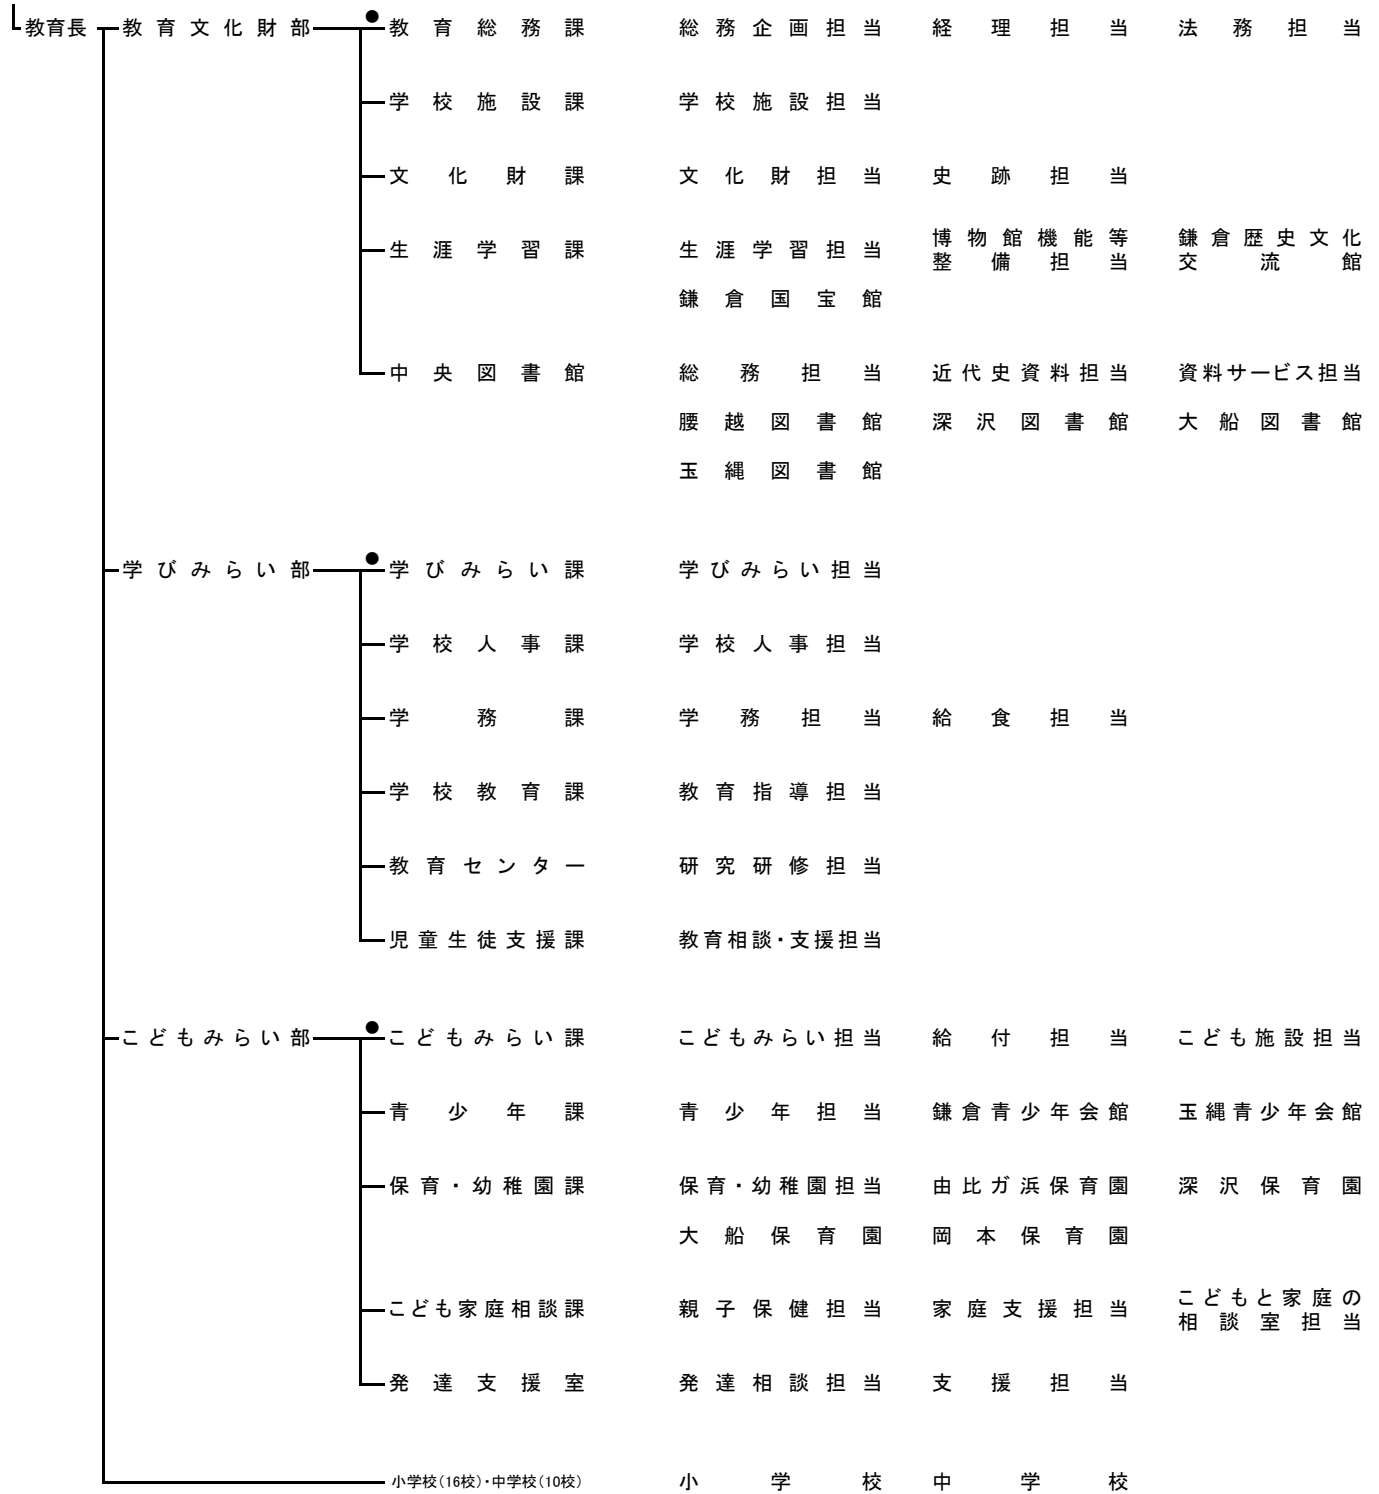 教育長 教育文化財部 ● 教育総務課 総務企画担当 経理担当 法務担当
学校施設課 学校施設担当
文化財課 文化財担当 史跡担当
生涯学習課 生涯学習担当 博物館機能等整備担当 鎌倉歴史文化交流館
鎌倉国宝館
中央図書館 総務担当 近代史資料担当 資料サービス担当
腰越図書館 深沢図書館 大船図書館
玉縄図書館
学びみらい部 ● 学びみらい課 学びみらい担当
学校人事課 学校人事担当
学務課 学務担当 給食担当
学校教育課 教育指導担当
教育センター 研究研修担当
児童生徒支援課 教育相談・支援担当
こどもみらい部 ● こどもみらい課 こどもみらい担当 給付担当 こども施設担当
青少年課 青少年担当 鎌倉青少年会館 玉縄青少年会館
保育・幼稚園課 保育・幼稚園担当 由比ガ浜保育園 深沢保育園
大船保育園 岡本保育園
こども家庭相談課 親子保健担当 家庭支援担当 こどもと家庭の相談室担当
発達支援室 発達相談担当 支援担当
小学校(16校)・中学校(10校) 小学校 中学校